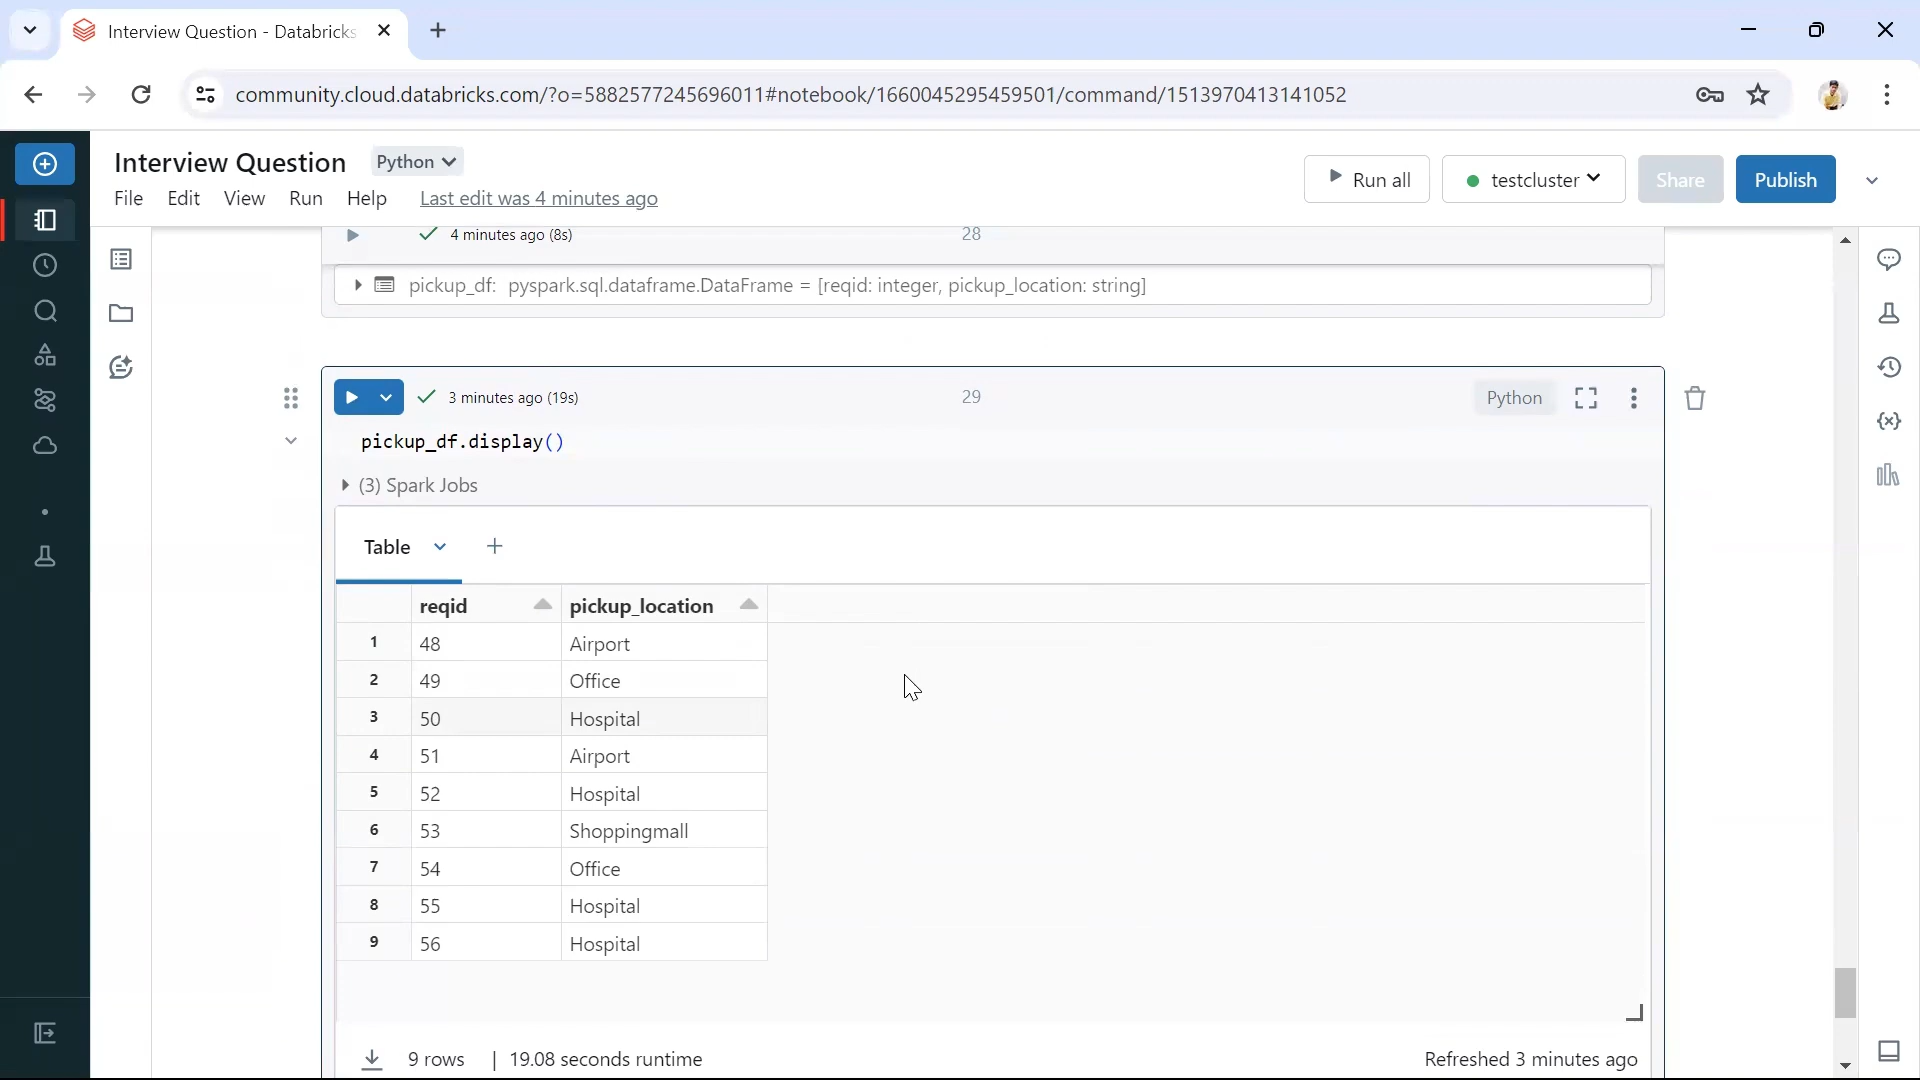 Interview Question - Databricks
community.cloud.databricks.com/?o=5882577245696011#notebook/1660045295459501/command/1513970413141052
Interview Question Python
File Edit View Run Help Last edit was 4 minutes ago
Run all testcluster Share Publish
4 minutes ago (8s) 28
pickup_df: pyspark.sql.dataframe.DataFrame = [reqid: integer, pickup_location: string]
3 minutes ago (19s) 29 Python
pickup_df.display()
(3) Spark Jobs
Table
reqid pickup_location
1 48 Airport
2 49 Office
3 50 Hospital
4 51 Airport
5 52 Hospital
6 53 Shoppingmall
7 54 Office
8 55 Hospital
9 56 Hospital
9 rows | 19.08 seconds runtime Refreshed 3 minutes ago